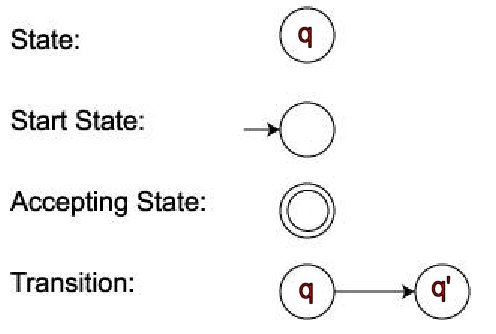 State: q
Start State:
Accepting State:
Transition: q q'